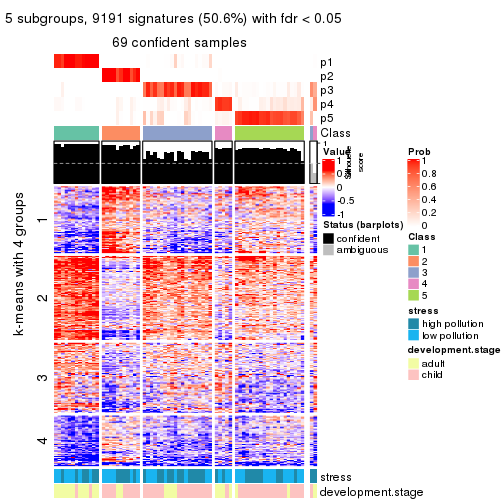 5 subgroups, 9191 signatures (50.6%) with fdr < 0.05
69 confident samples
p1
p2
p3
p4
p5
Class
1
Silhouette
score
k-means with 4 groups
1
2
3
4
stress
development.stage
Value
1
0.5
0
-0.5
-1
Status (barplots)
confident
ambiguous
Prob
1
0.8
0.6
0.4
0.2
0
Class
1
2
3
4
5
stress
high pollution
low pollution
development.stage
adult
child